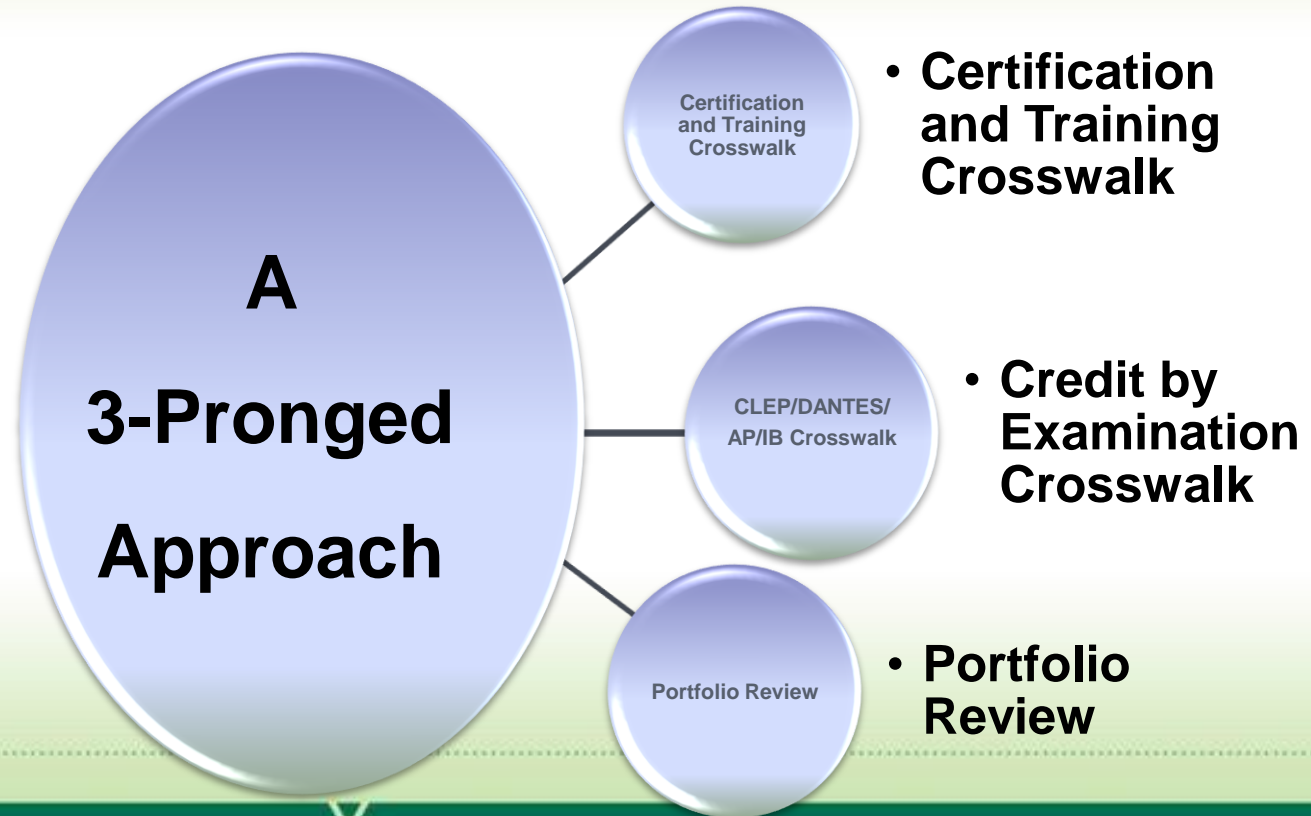 A
3-Pronged
Approach
Certification
and Training
Crosswalk
• Certification
and Training
Crosswalk
CLEP/DANTES/
AP/IB Crosswalk
• Credit by
Examination
Crosswalk
Portfolio Review
• Portfolio
Review